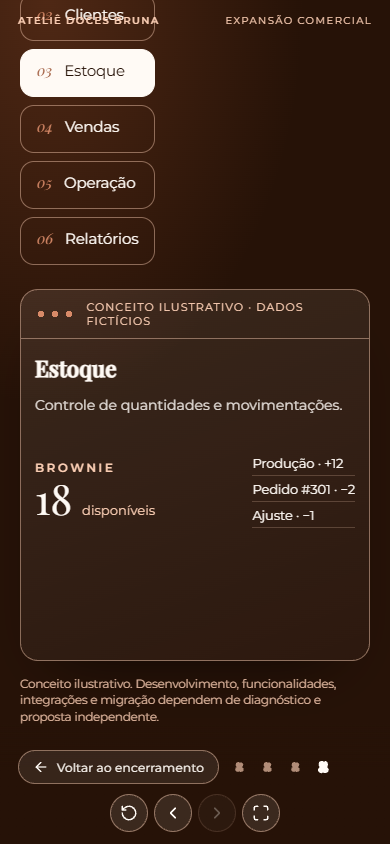 02 Clientes
ATELIÊ DOCES BRUNA
EXPANSÃO COMERCIAL
03 Estoque
04 Vendas
05 Operação
06 Relatórios
CONCEITO ILUSTRATIVO · DADOS
FICTÍCIOS
Estoque
Controle de quantidades e movimentações.
BROWNIE
18 disponíveis
Produção · +12
Pedido #301 · −2
Ajuste · −1
Conceito ilustrativo. Desenvolvimento, funcionalidades,
integrações e migração dependem de diagnóstico e
proposta independente.
Voltar ao encerramento